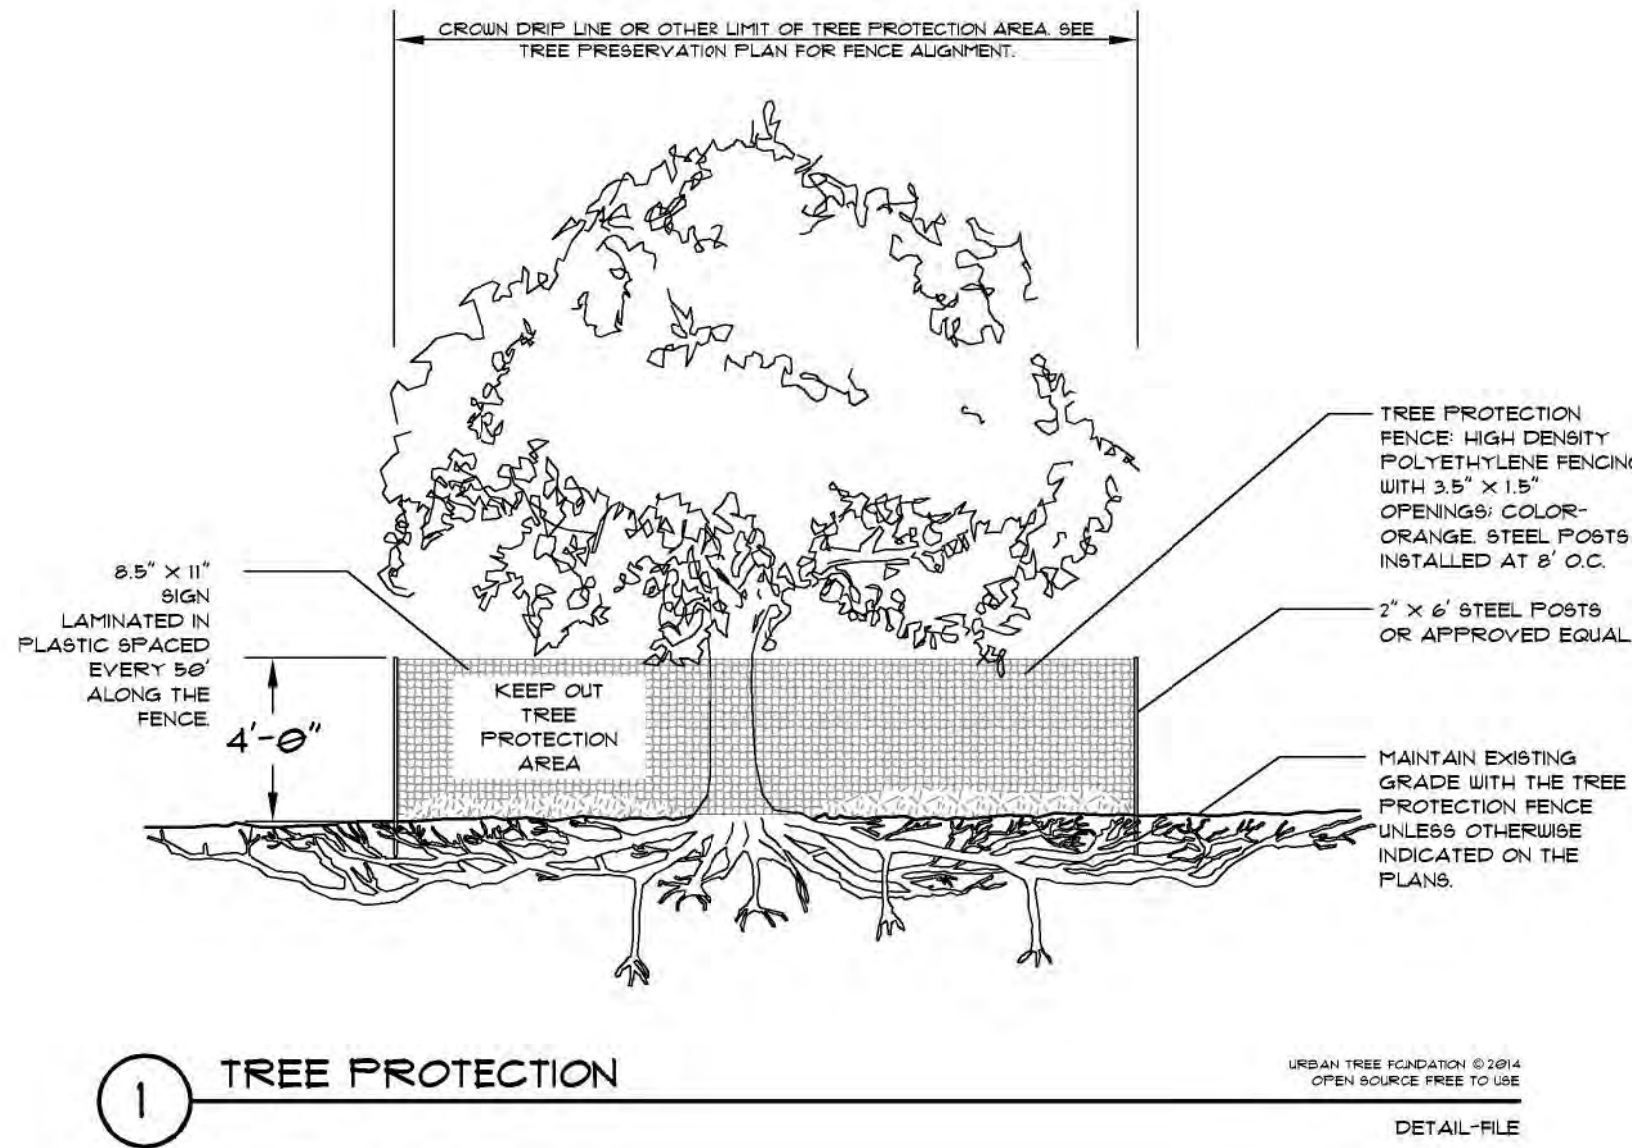 CROWN DRIP LINE OR OTHER LIMIT OF TREE PROTECTION AREA. SEE
TREE PRESERVATION PLAN FOR FENCE ALIGNMENT.
TREE PROTECTION
FENCE: HIGH DENSITY
POLYETHYLENE FENCING
WITH 3.5" X 1.5"
OPENINGS; COLOR-
ORANGE. STEEL POSTS
INSTALLED AT 8' O.C.
2" X 6' STEEL POSTS
OR APPROVED EQUAL
8.5" X 11"
SIGN
LAMINATED IN
PLASTIC SPACED
EVERY 50'
ALONG THE
FENCE.
4'-0"
KEEP OUT
TREE
PROTECTION
AREA
MAINTAIN EXISTING
GRADE WITH THE TREE
PROTECTION FENCE
UNLESS OTHERWISE
INDICATED ON THE
PLANS.
1
TREE PROTECTION
URBAN TREE FOUNDATION © 2014
OPEN SOURCE FREE TO USE
DETAIL-FILE